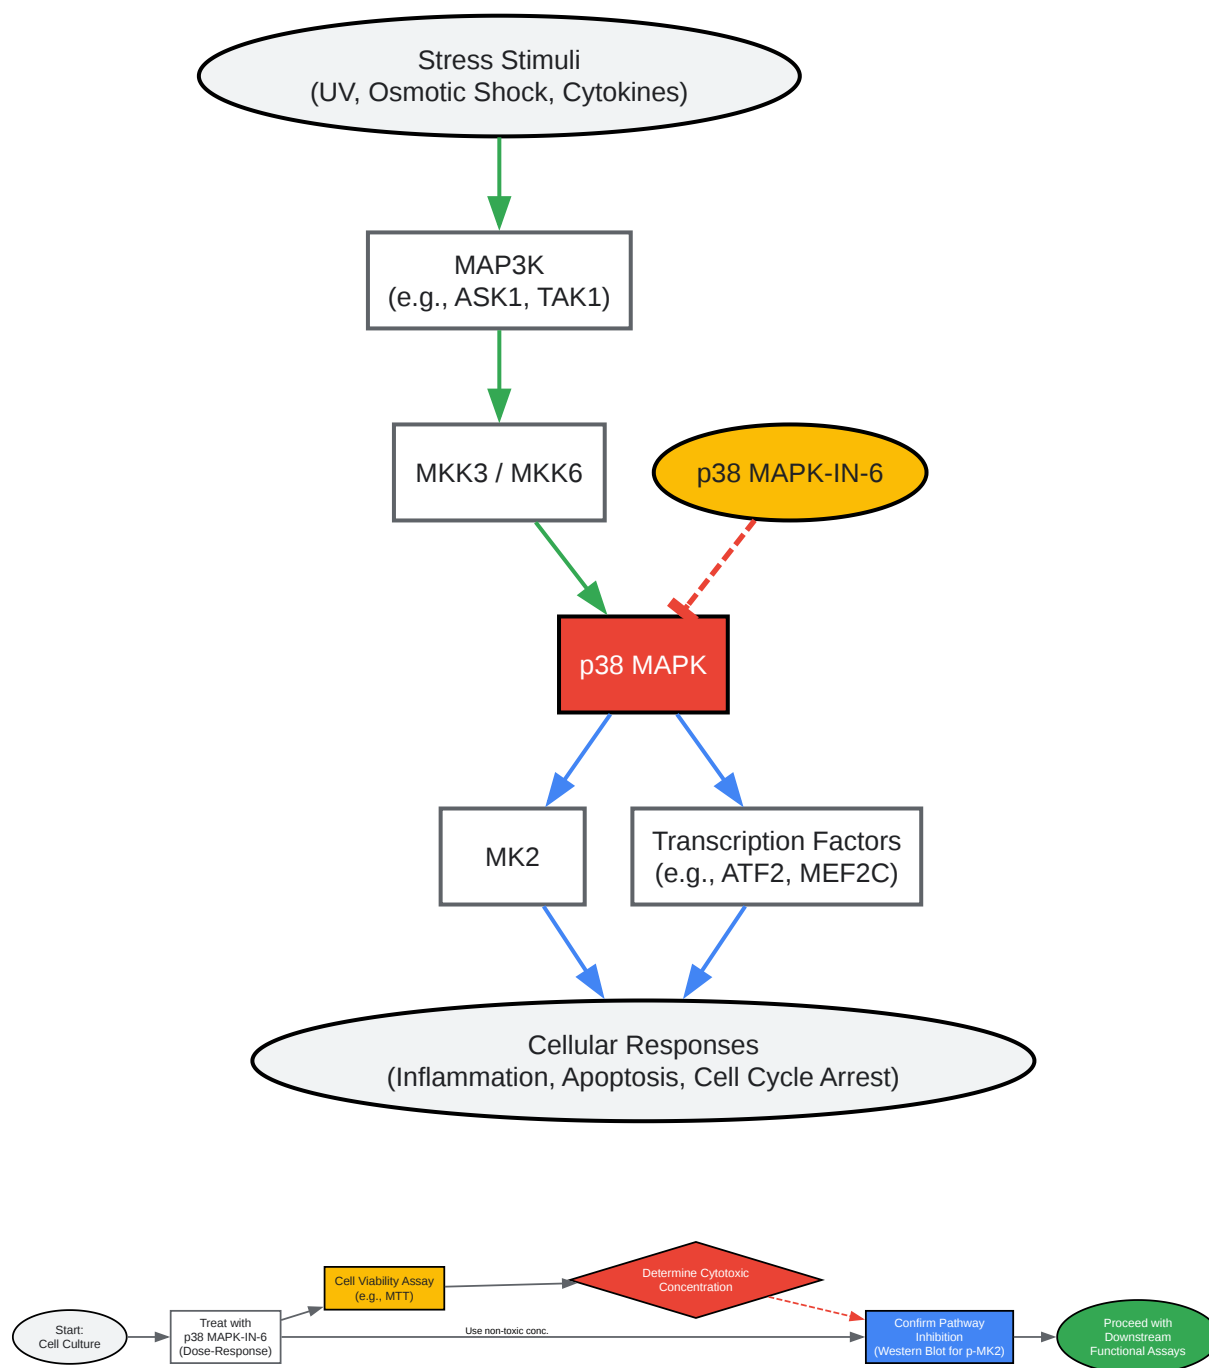 Stress Stimuli
(UV, Osmotic Shock, Cytokines)
MAP3K
(e.g., ASK1, TAK1)
MKK3 / MKK6
p38 MAPK-IN-6
p38 MAPK
MK2
Transcription Factors
(e.g., ATF2, MEF2C)
Cellular Responses
(Inflammation, Apoptosis, Cell Cycle Arrest)
Start:
Cell Culture
Treat with
p38 MAPK-IN-6
(Dose-Response)
Cell Viability Assay
(e.g., MTT)
Determine Cytotoxic
Concentration
Use non-toxic conc.
Confirm Pathway
Inhibition
(Western Blot for p-MK2)
Proceed with
Downstream
Functional Assays